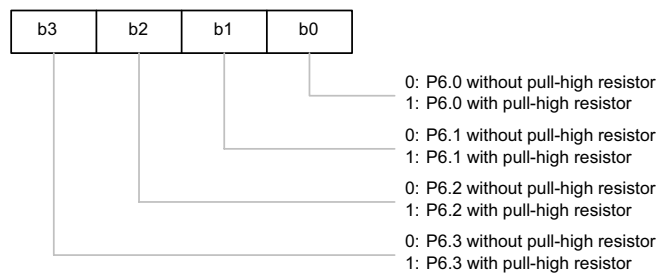 b3 b2 b1 b0
0: P6.0 without pull-high resistor
1: P6.0 with pull-high resistor
0: P6.1 without pull-high resistor
1: P6.1 with pull-high resistor
0: P6.2 without pull-high resistor
1: P6.2 with pull-high resistor
0: P6.3 without pull-high resistor
1: P6.3 with pull-high resistor